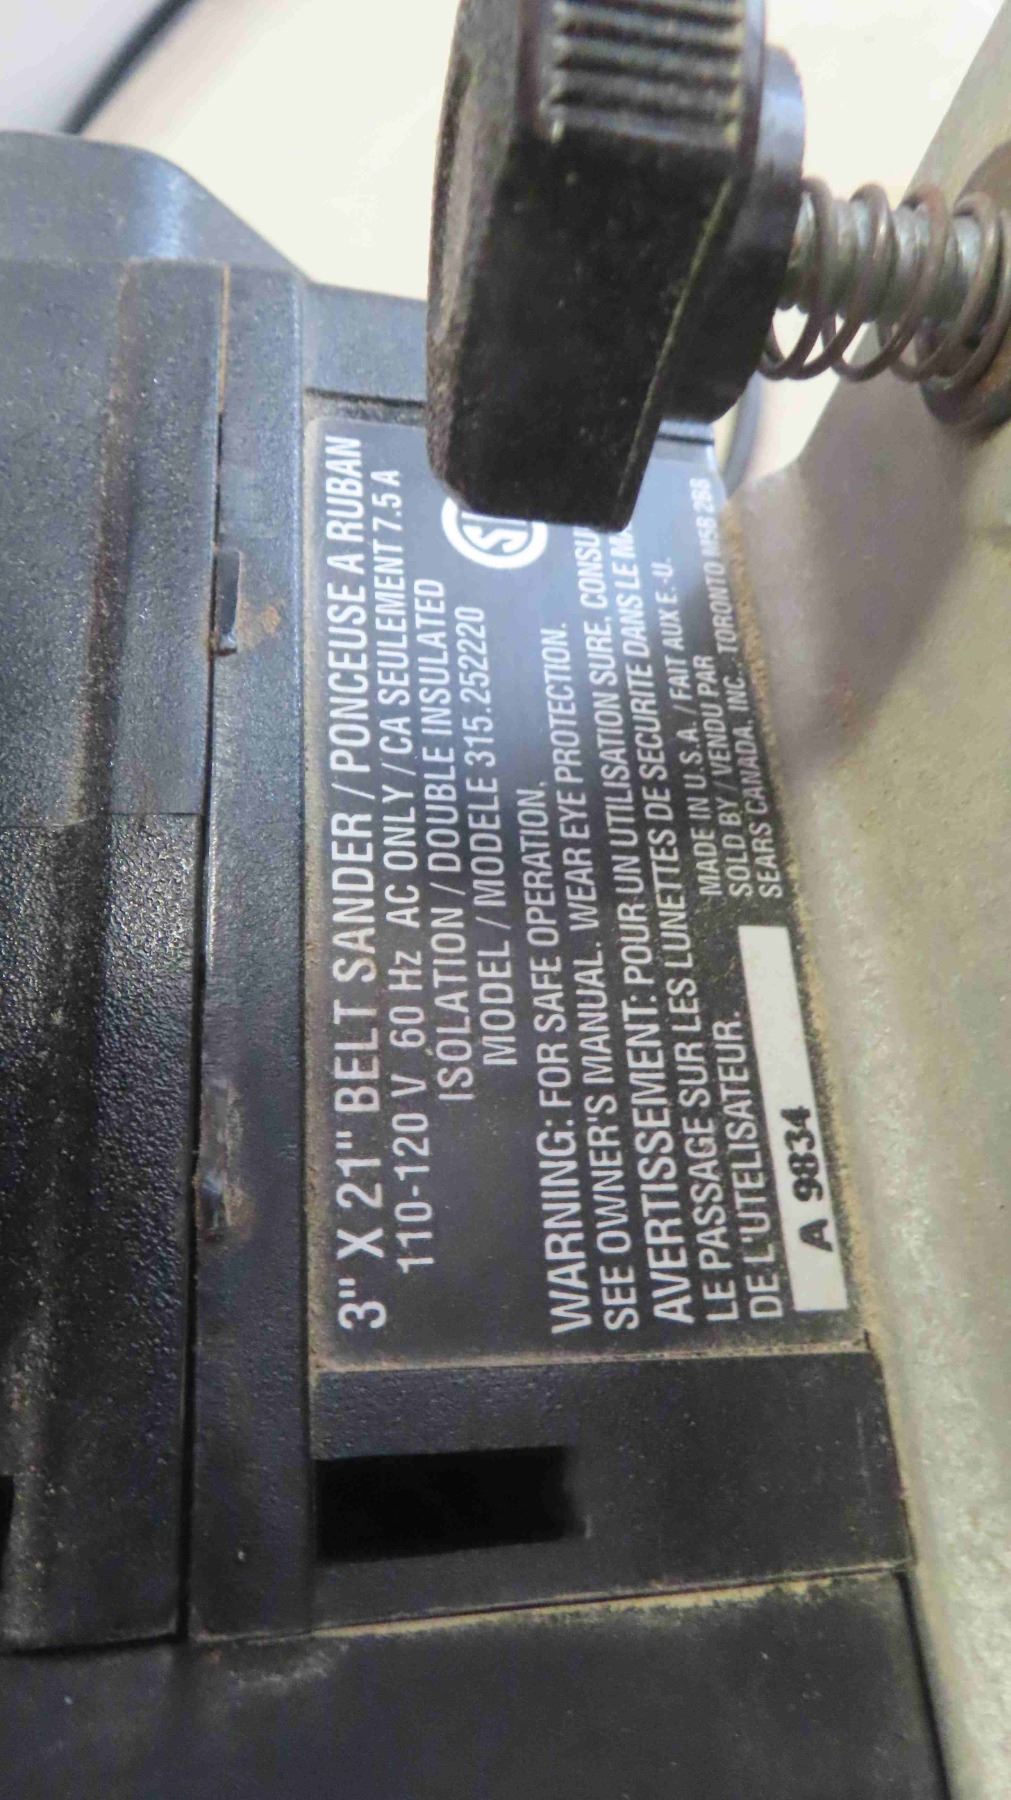 3" X 21" BELT SANDER / PONCEUSE A RUBAN
110-120 V 60 Hz AC ONLY / CA SEULEMENT 7.5 A
ISOLATION / DOUBLE INSULATED
MODEL / MODELE 315.252220
WARNING: FOR SAFE OPERATION.
SEE OWNER'S MANUAL. WEAR EYE PROTECTION.
AVERTISSEMENT: POUR UN UTILISATION SURE, CONSU
LE PASSAGE SUR LES LUNETTES DE SECURITE DANS LE
DE L'UTELISATEUR.
MADE IN U.S.A. / FAIT AUX E.-U.
SOLD BY / VENDU PAR
SEARS CANADA, INC., TORONTO M5B 2B8
A 9834